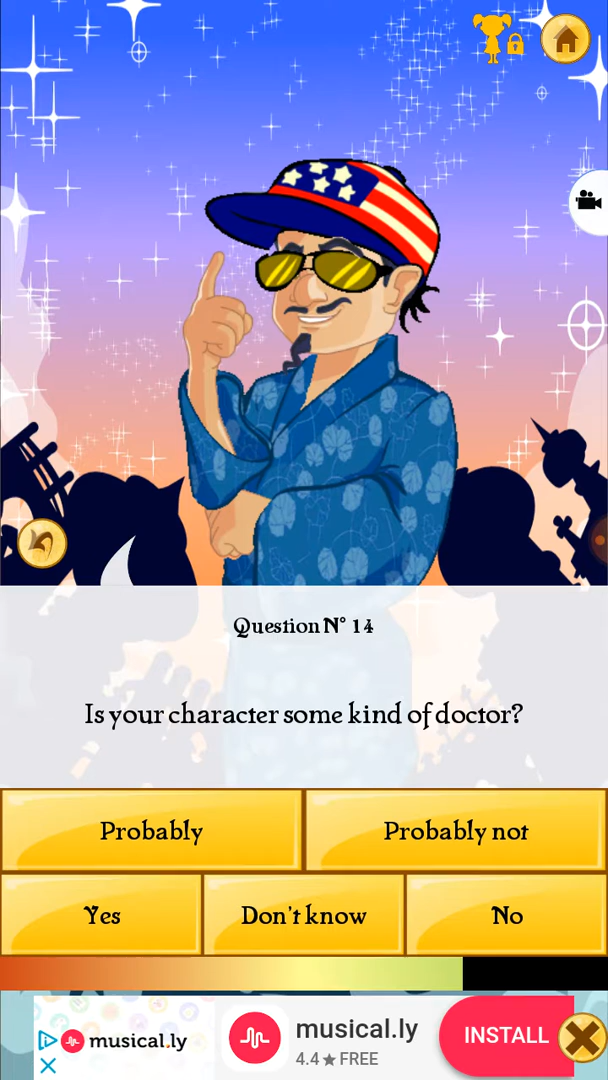 Question N° 14
Is your character some kind of doctor?
Probably
Probably not
Yes
Don't know
No
musical.ly
musical.ly
4.4★FREE
INSTALL